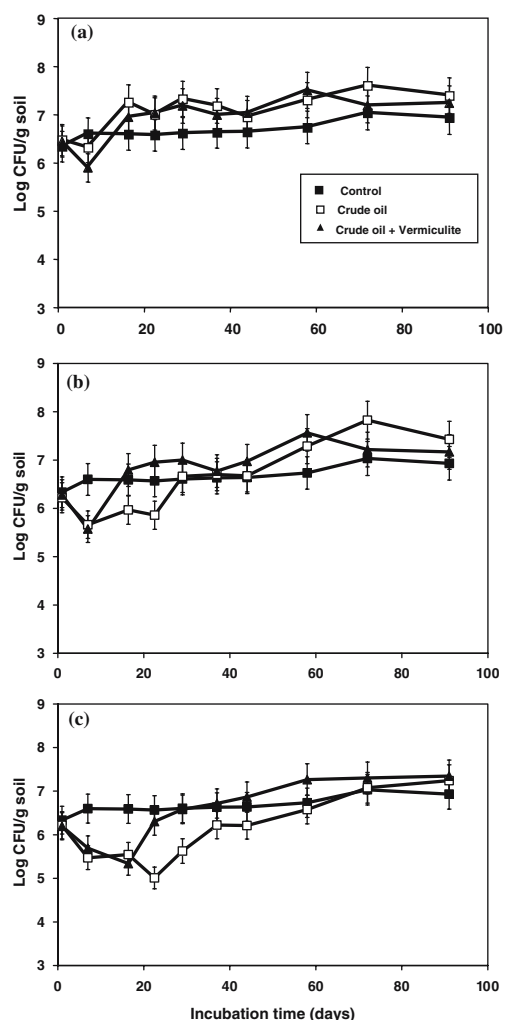 9
(a)
8
7
6
5
4
3
Log CFU/g soil
Control
Crude oil
Crude oil + Vermiculite
0 20 40 60 80 100
9
(b)
8
7
6
5
4
3
Log CFU/g soil
0 20 40 60 80 100
9
(c)
8
7
6
5
4
3
Log CFU/g soil
0 20 40 60 80 100
Incubation time (days)